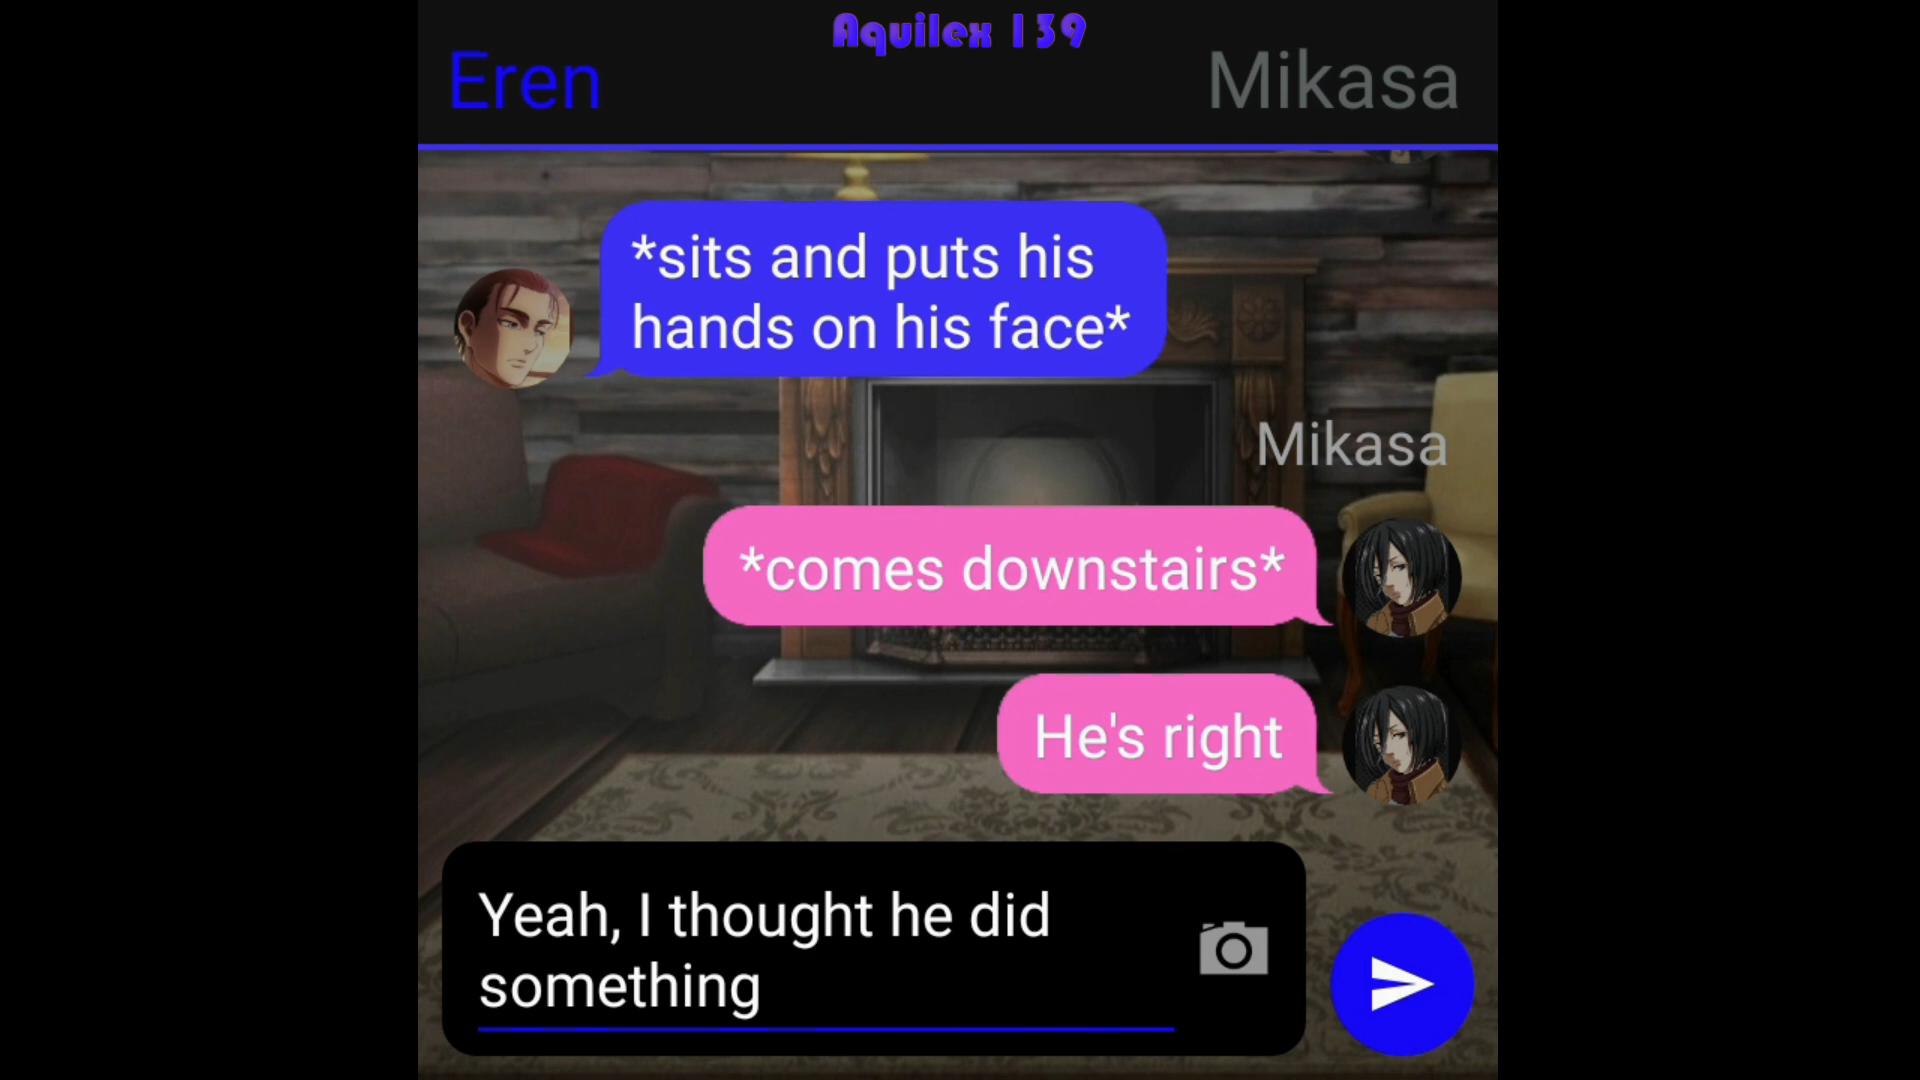 Aquilex 139
Eren
Mikasa
*sits and puts his
hands on his face*
Mikasa
*comes downstairs*
He's right
Yeah, I thought he did
something